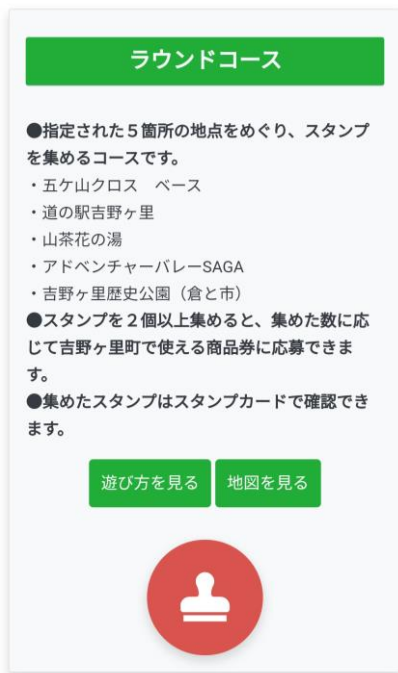 ラウンドコース
●指定された５箇所の地点をめぐり、スタンプ
を集めるコースです。
・五ケ山クロス　ベース
・道の駅吉野ヶ里
・山茶花の湯
・アドベンチャーバレーSAGA
・吉野ヶ里歴史公園（倉と市）
●スタンプを２個以上集めると、集めた数に応
じて吉野ヶ里町で使える商品券に応募できま
す。
●集めたスタンプはスタンプカードで確認でき
ます。
遊び方を見る 地図を見る